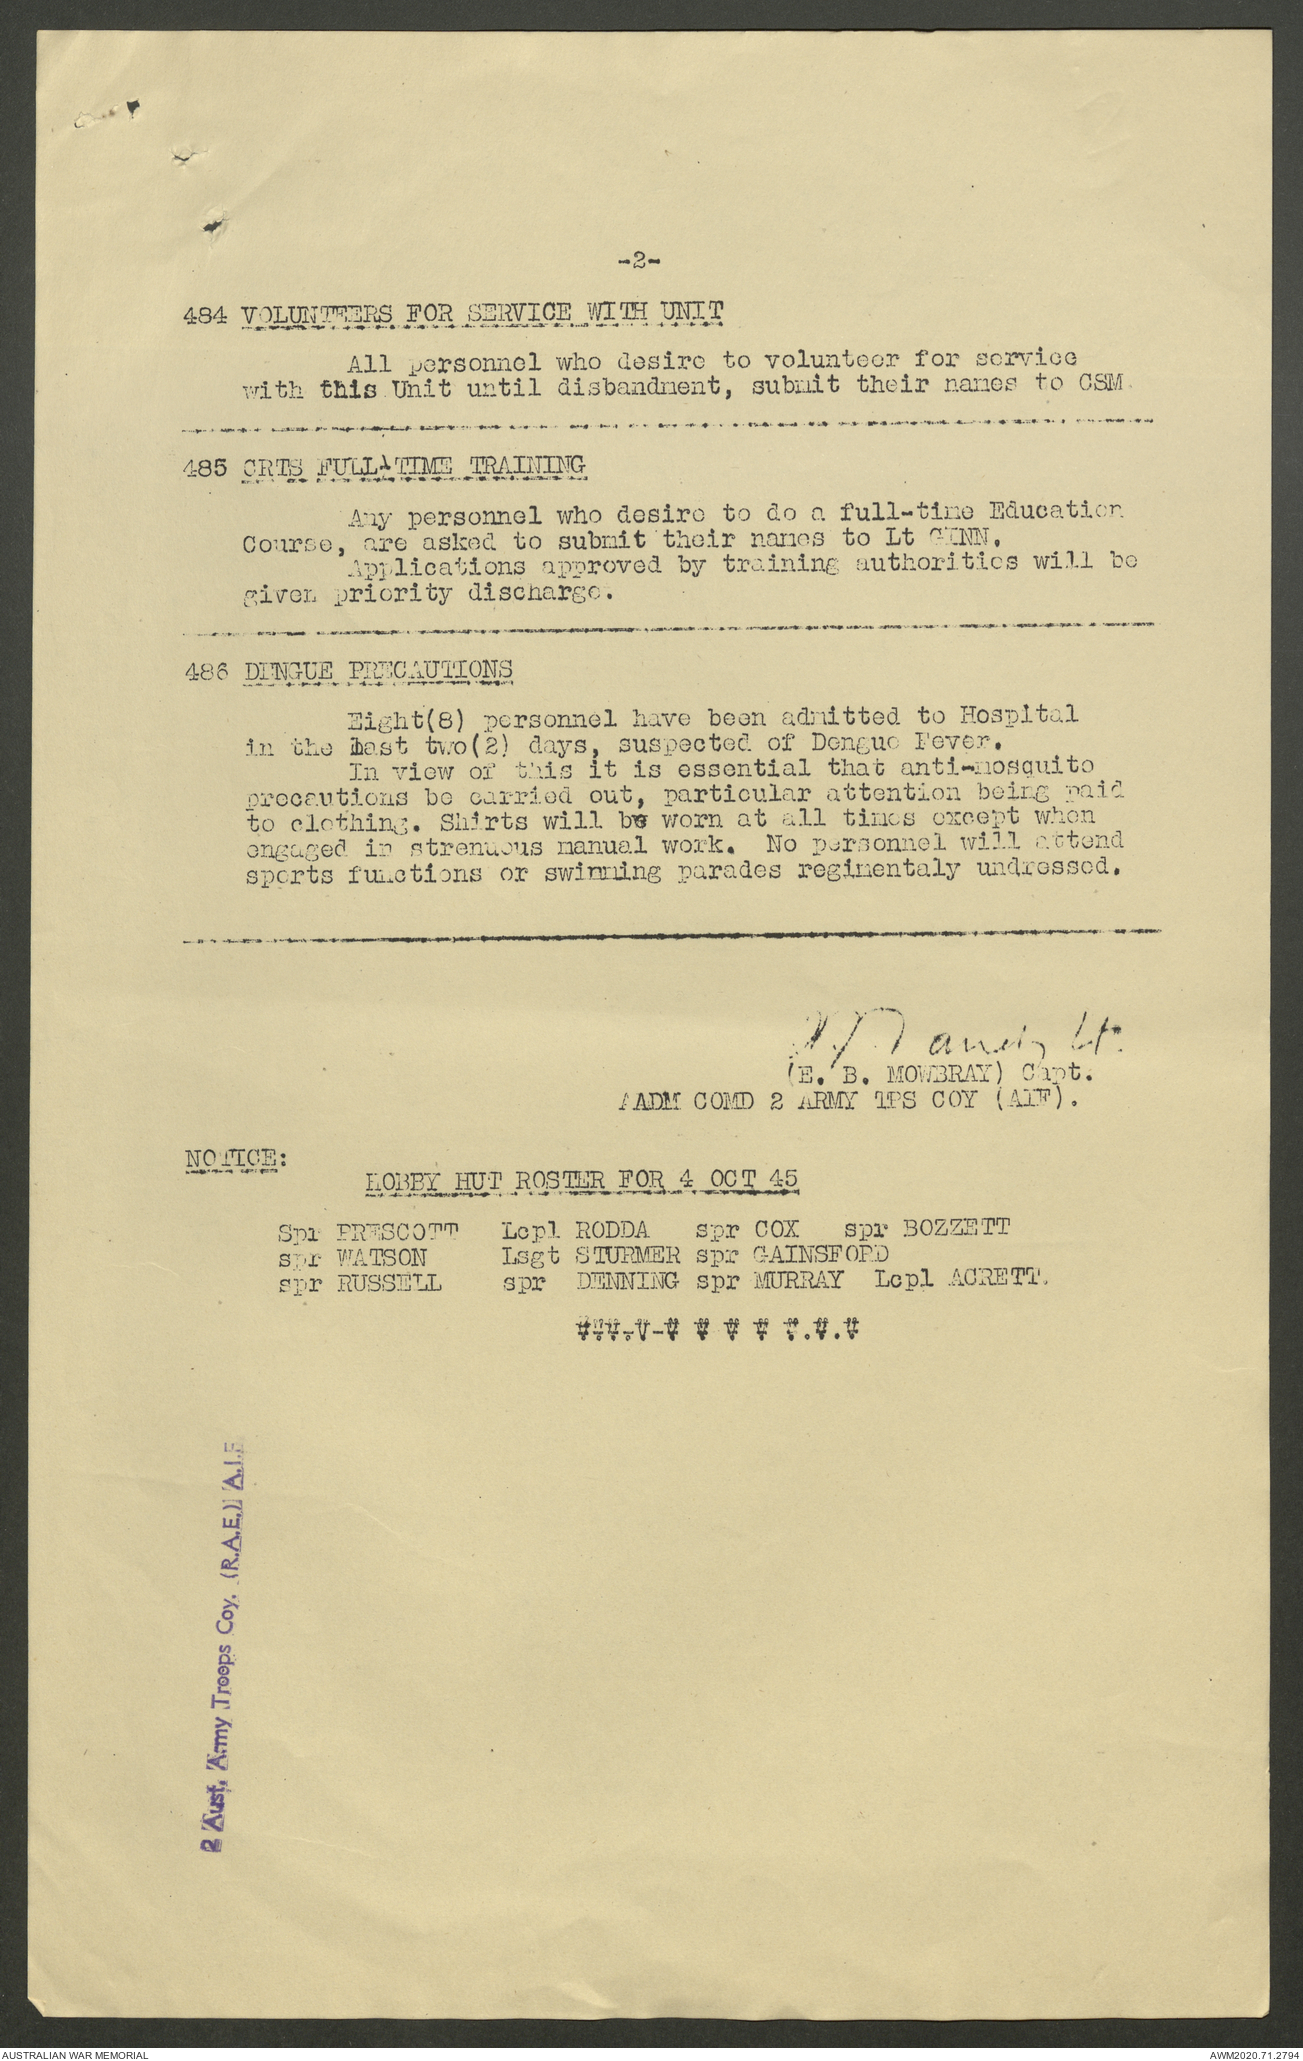 -2-
484 VOLUNTEERS FOR SERVICE WITH UNIT
All personnel who desire to volunteer for service
with this Unit until disbandment, submit their names to CSM.
485 CRTS FULL TIME TRAINING
Any personnel who desire to do a full-time Education
Course, are asked to submit their names to Lt GINN.
Applications approved by training authorities will be
given priority discharge.
486 DENGUE PRECAUTIONS
Eight(8) personnel have been admitted to Hospital
in the last two(2) days, suspected of Dengue Fever.
In view of this it is essential that anti-mosquito
precautions be carried out, particular attention being paid
to clothing. Shirts will be worn at all times except when
engaged in strenuous manual work. No personnel will attend
sports functions or swimming parades regimentaly undressed.
Lt.
(E. B. MOWBRAY) Capt.
AADM COMD 2 ARMY TPS COY (AIF).
NOTICE:
HOBBY HUT ROSTER FOR 4 OCT 45
Spr PRESCOTT Lcpl RODDA spr COX spr BOZZETT
spr WATSON Lsgt STURMER spr GAINSFORD
spr RUSSELL spr DENNING spr MURRAY Lcpl ACRETT.
2 Aust. Army Troops Coy. (R.A.E.) A.I.F
AUSTRALIAN WAR MEMORIAL
AWM2020.71.2794